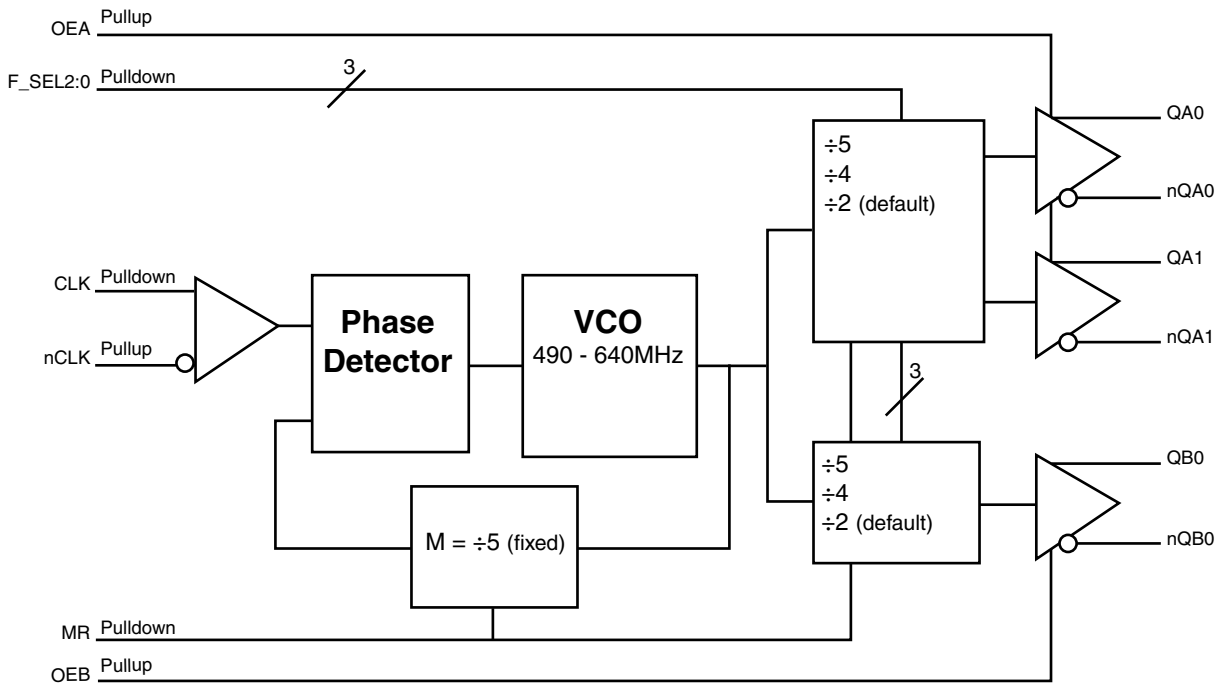 OEA Pullup
F_SEL2:0 Pulldown
3
÷5
÷4
÷2 (default)
QA0
nQA0
QA1
nQA1
CLK Pulldown
nCLK Pullup
Phase
Detector
VCO
490 - 640MHz
3
÷5
÷4
÷2 (default)
QB0
nQB0
M = ÷5 (fixed)
MR Pulldown
OEB Pullup